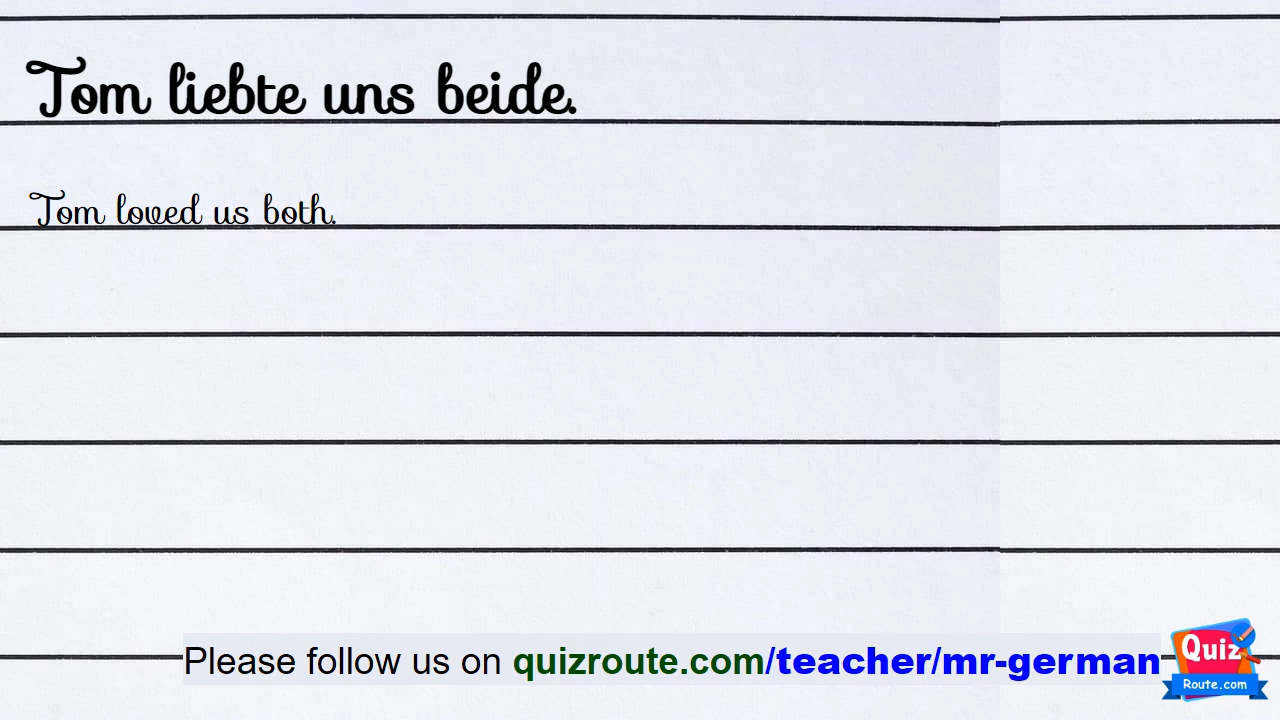 Tom liebte uns beide.
Tom loved us both.
Please follow us on quizroute.com/teacher/mr-german
Quiz
Route.com